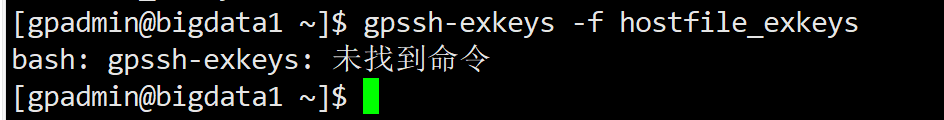 [gpadmin@bigdata1 ~]$ gpssh-exkeys -f hostfile_exkeys
bash: gpssh-exkeys: 未找到命令
[gpadmin@bigdata1 ~]$